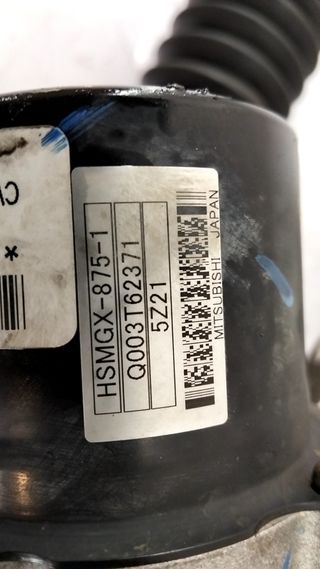 HSMGX-875-1
Q003T62371
5Z21
MITSUBISHI JAPAN
*